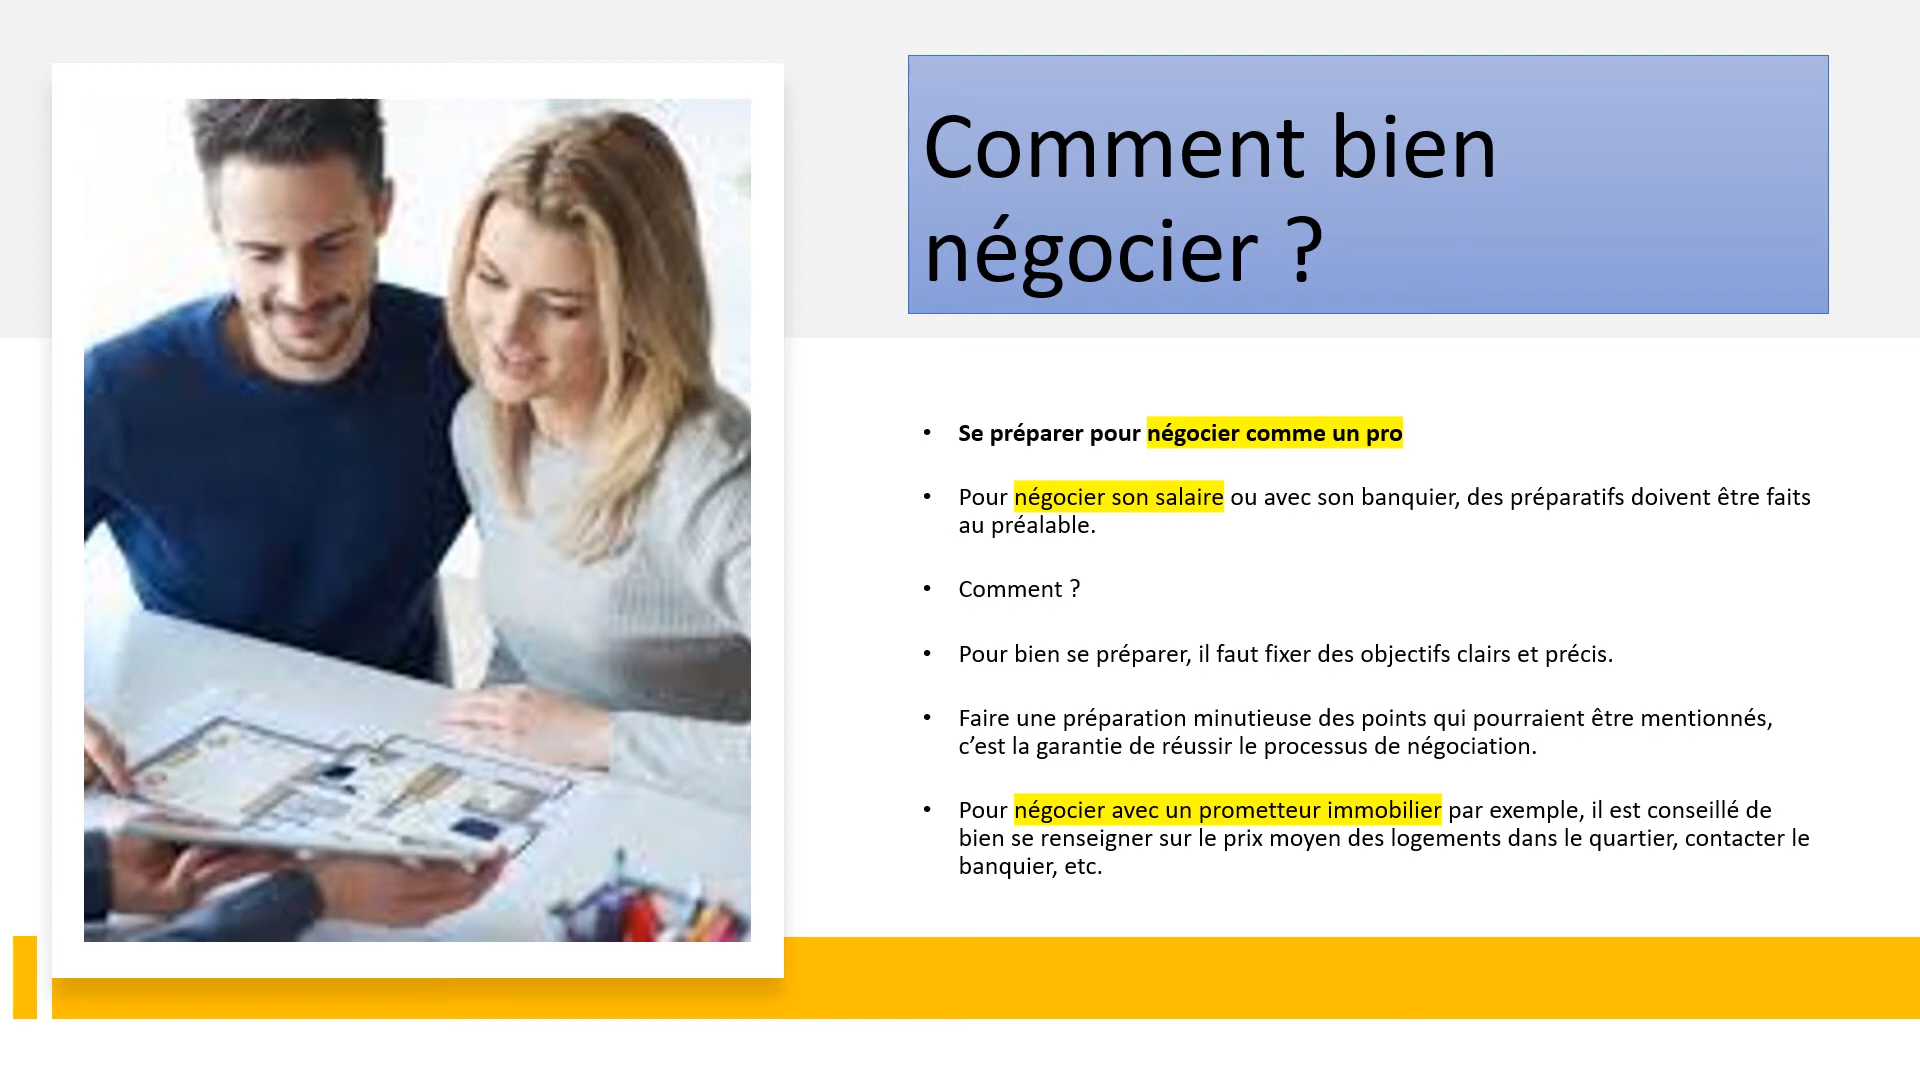 Comment bien
négocier ?
• Se préparer pour négocier comme un pro
• Pour négocier son salaire ou avec son banquier, des préparatifs doivent être faits
au préalable.
• Comment ?
• Pour bien se préparer, il faut fixer des objectifs clairs et précis.
• Faire une préparation minutieuse des points qui pourraient être mentionnés,
c’est la garantie de réussir le processus de négociation.
• Pour négocier avec un prometteur immobilier par exemple, il est conseillé de
bien se renseigner sur le prix moyen des logements dans le quartier, contacter le
banquier, etc.